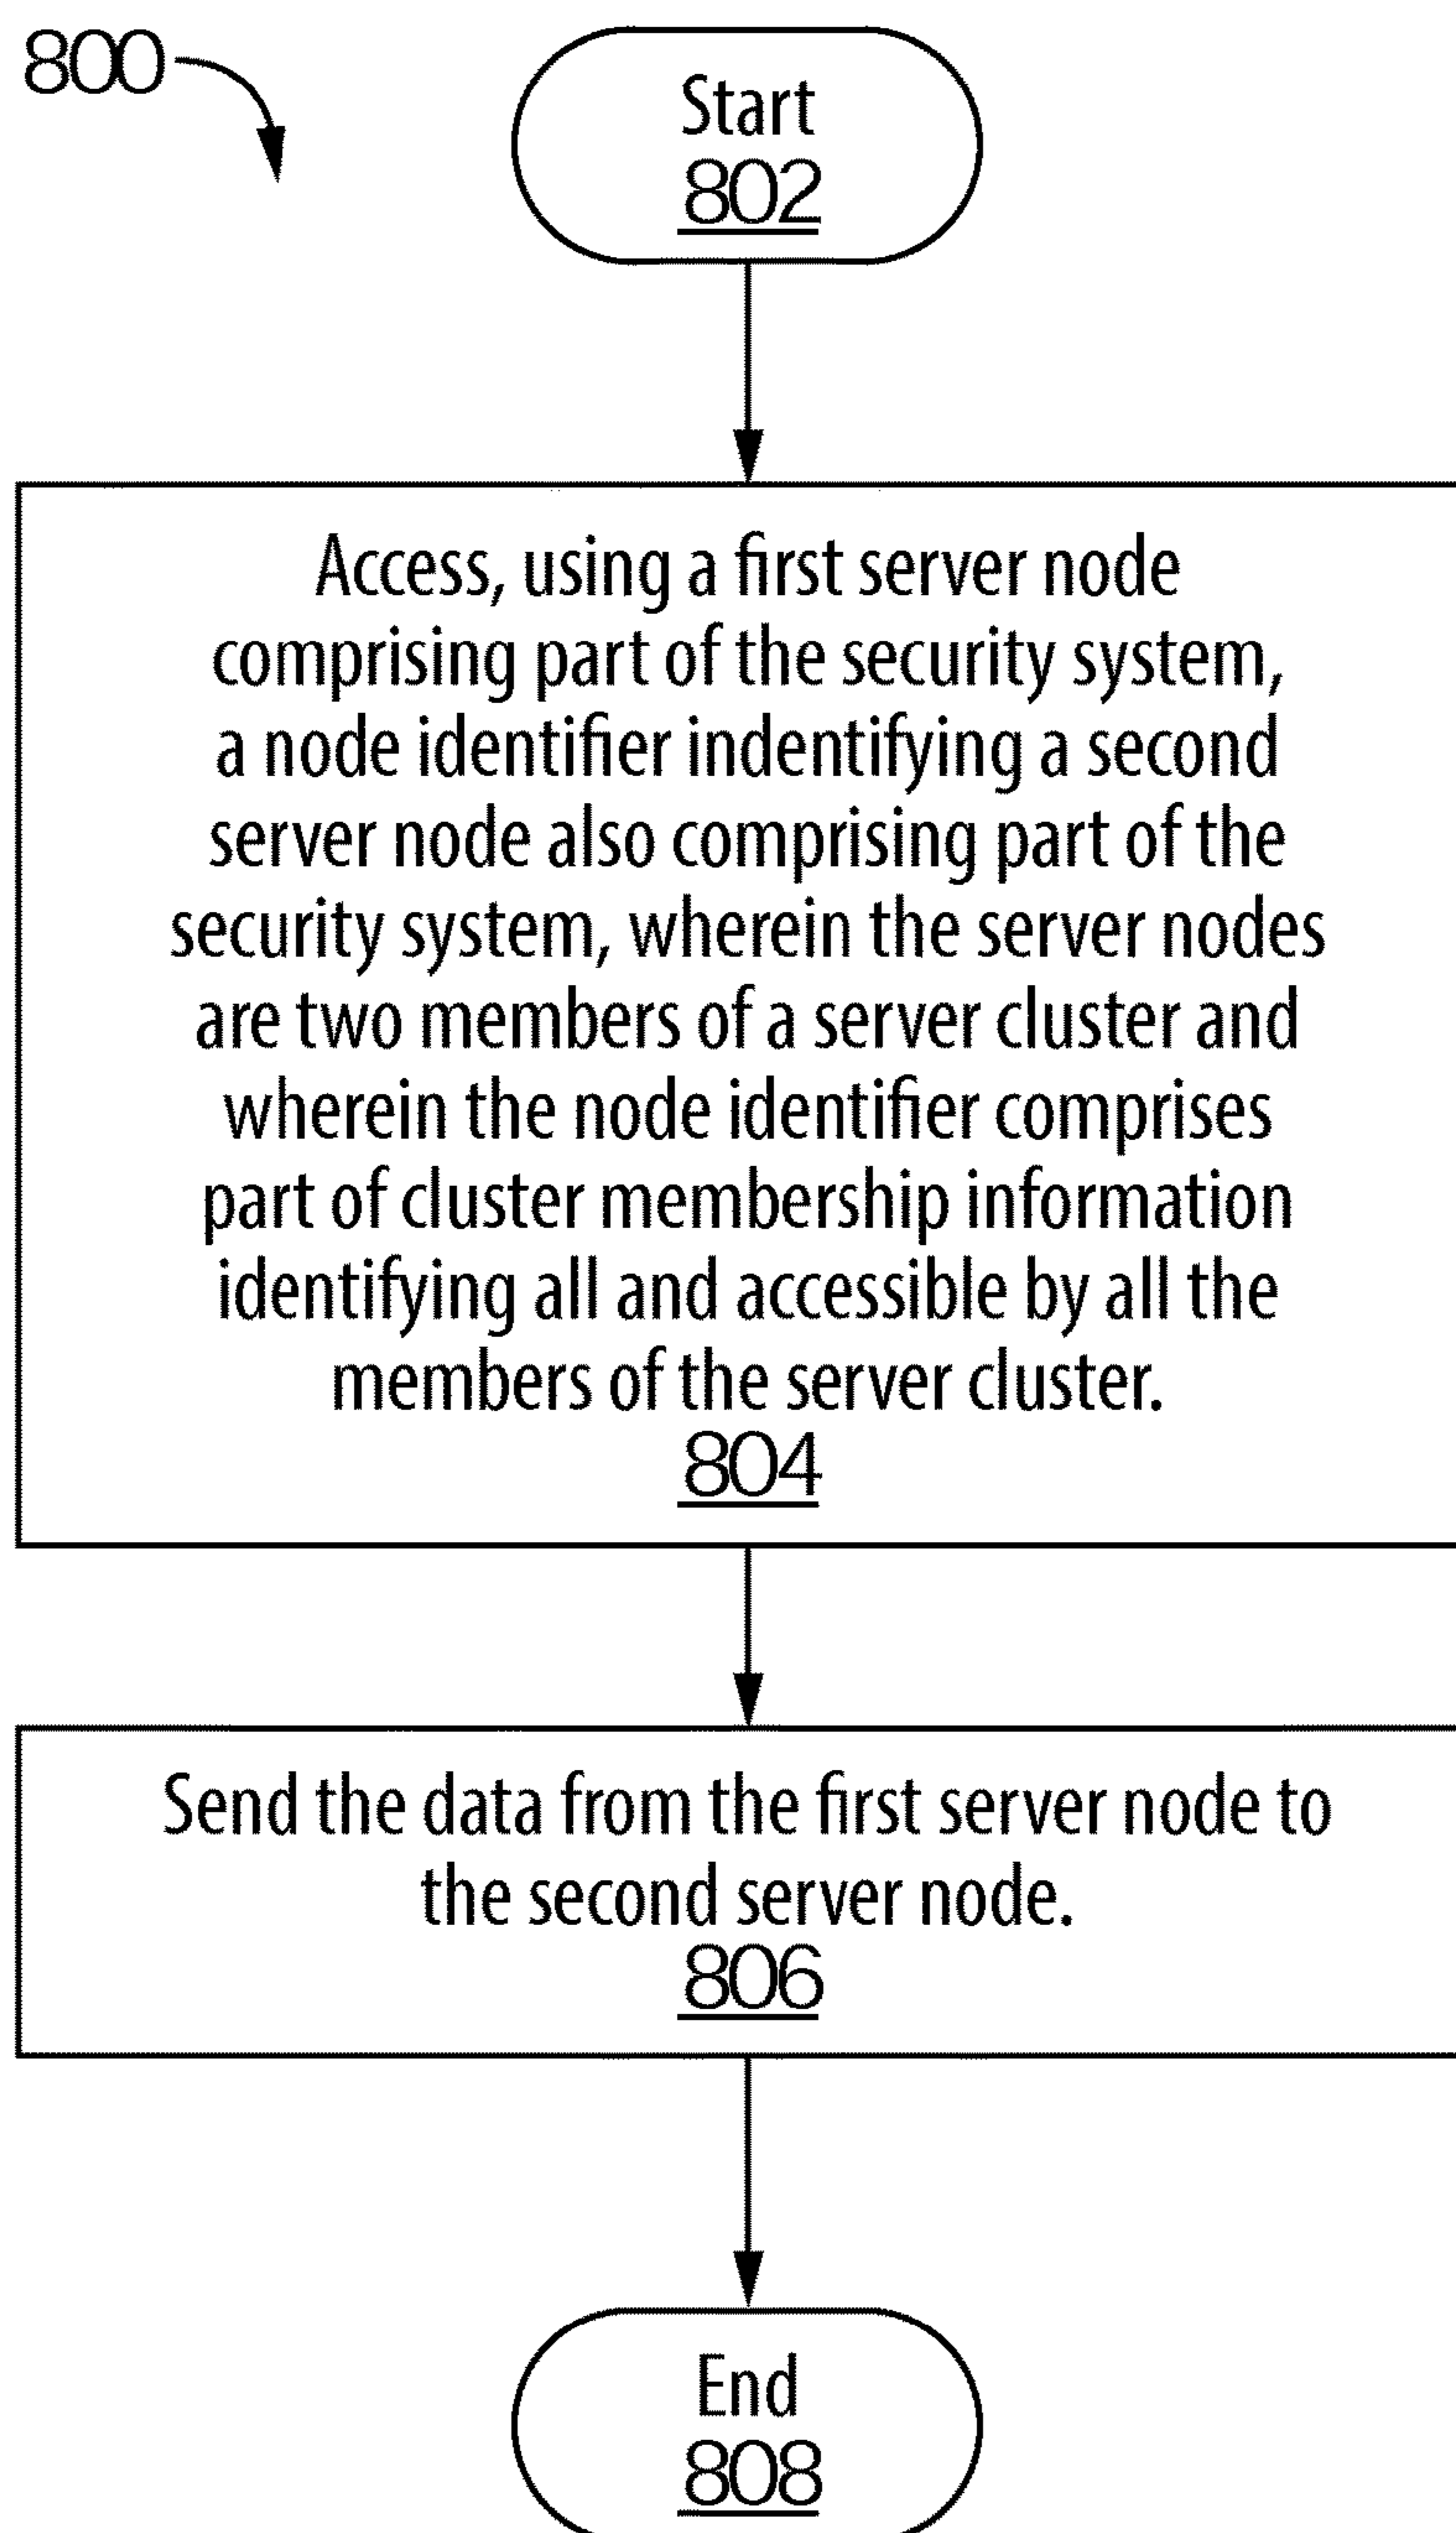 800
Start
802
Access, using a first server node
comprising part of the security system,
a node identifier indentifying a second
server node also comprising part of the
security system, wherein the server nodes
are two members of a server cluster and
wherein the node identifier comprises
part of cluster membership information
identifying all and accessible by all the
members of the server cluster.
804
Send the data from the first server node to
the second server node.
806
End
808